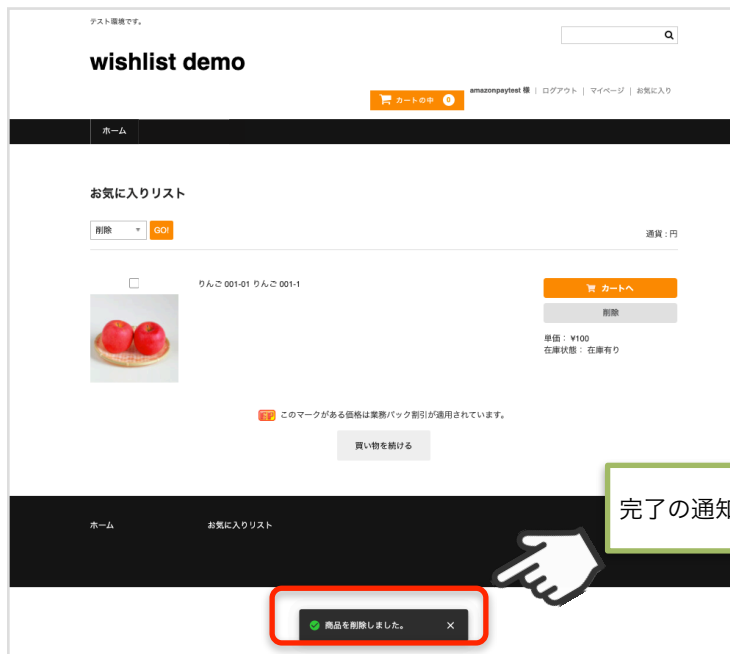 テスト環境です。
wishlist demo
カートの中 0
amazonpaytest 様 | ログアウト | マイページ | お気に入り
ホーム
お気に入りリスト
削除 GO!
通貨 : 円
りんご 001-01 りんご 001-1
カートへ
削除
単価： ¥100
在庫状態： 在庫有り
このマークがある価格は業務パック割引が適用されています。
買い物を続ける
完了の通知
ホーム お気に入りリスト
商品を削除しました。